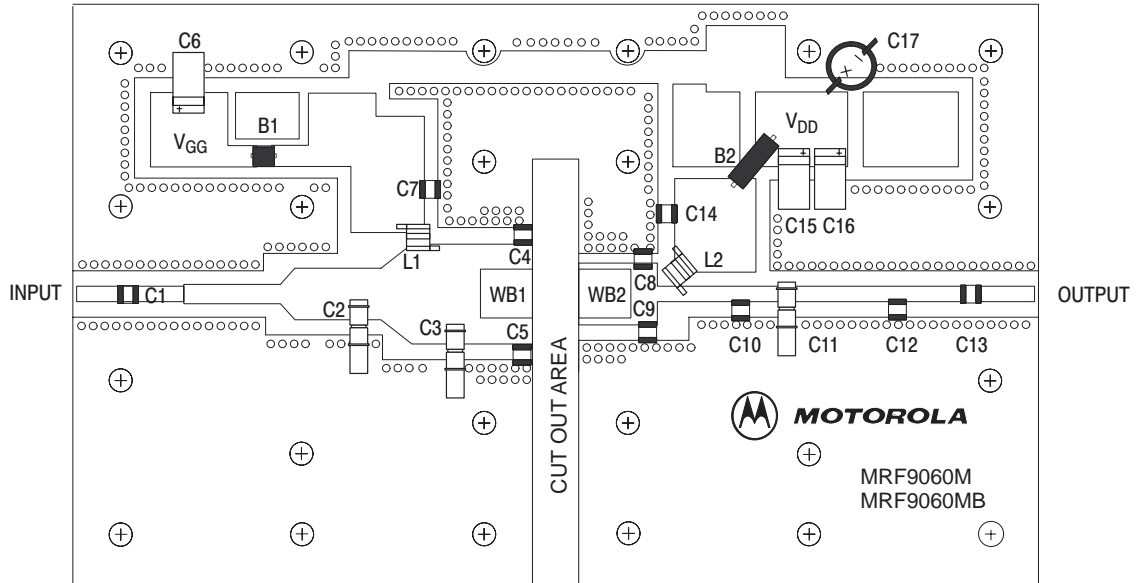 C6
C17
B1
VGG
VDD
B2
C7
C14
C15 C16
C4
L1
L2
C8
INPUT
C1
WB1
WB2
OUTPUT
C2
C3
C5
C9
C10
C11
C12
C13
CUT OUT AREA
MOTOROLA
MRF9060M
MRF9060MB